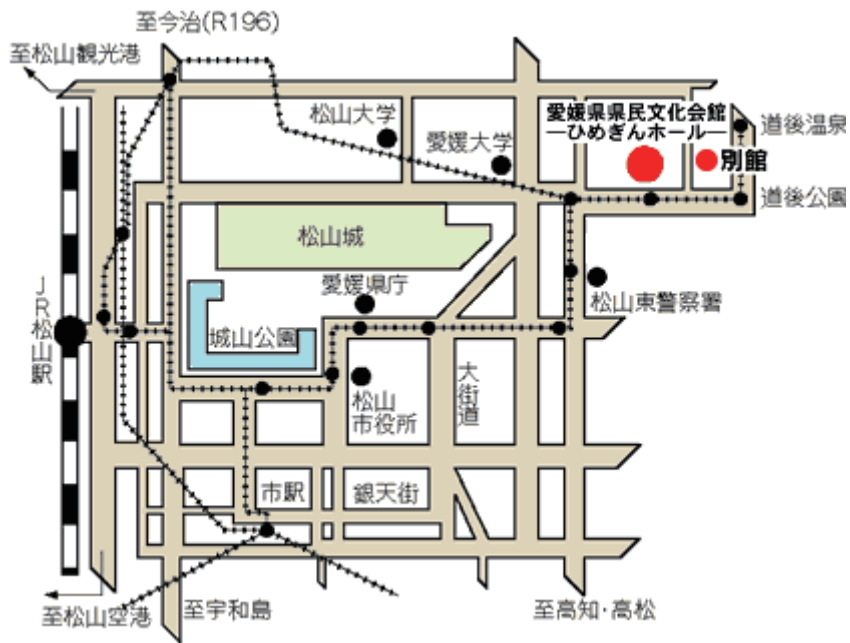 至今治(R196)
至松山観光港
松山大学
愛媛大学
愛媛県県民文化会館
―ひめぎんホール―
道後温泉
別館
道後公園
松山城
愛媛県庁
松山東警察署
JR松山駅
城山公園
大街道
松山
市役所
市駅
銀天街
至松山空港
至宇和島
至高知・高松